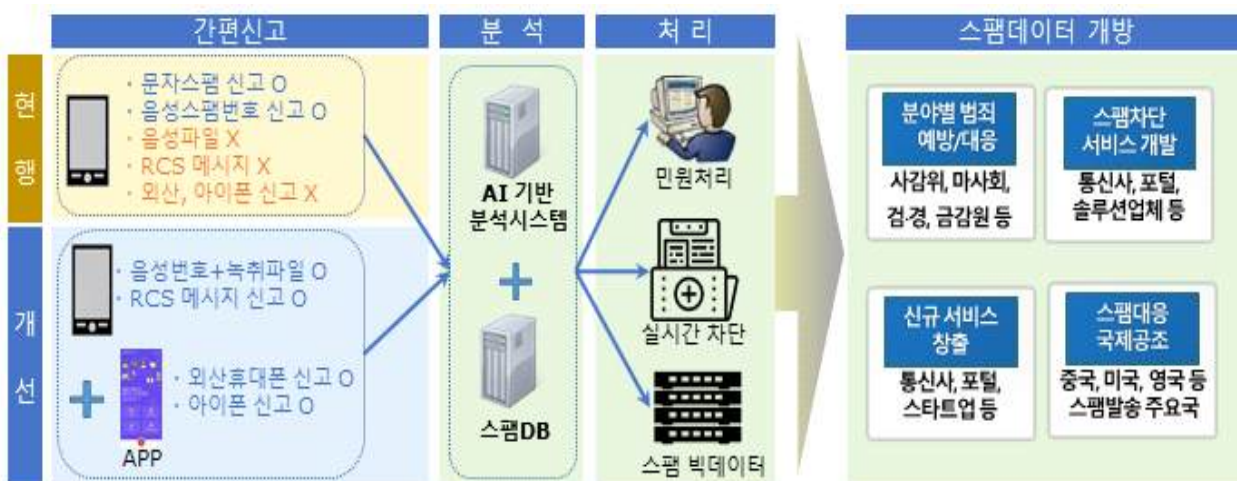 간편신고
분 석
처 리
스팸데이터 개방
현
행
· 문자스팸 신고 O
· 음성스팸번호 신고 O
· 음성파일 X
· RCS 메시지 X
· 외산, 아이폰 신고 X
개
선
· 음성번호+녹취파일 O
· RCS 메시지 신고 O
· 외산휴대폰 신고 O
· 아이폰 신고 O
APP
AI 기반
분석시스템
스팸DB
민원처리
실시간 차단
스팸 빅데이터
분야별 범죄
예방/대응
사감위, 마사회,
검·경, 금감원 등
스팸차단
서비스 개발
통신사, 포털,
솔루션업체 등
신규 서비스
창출
통신사, 포털,
스타트업 등
스팸대응
국제공조
중국, 미국, 영국 등
스팸발송 주요국